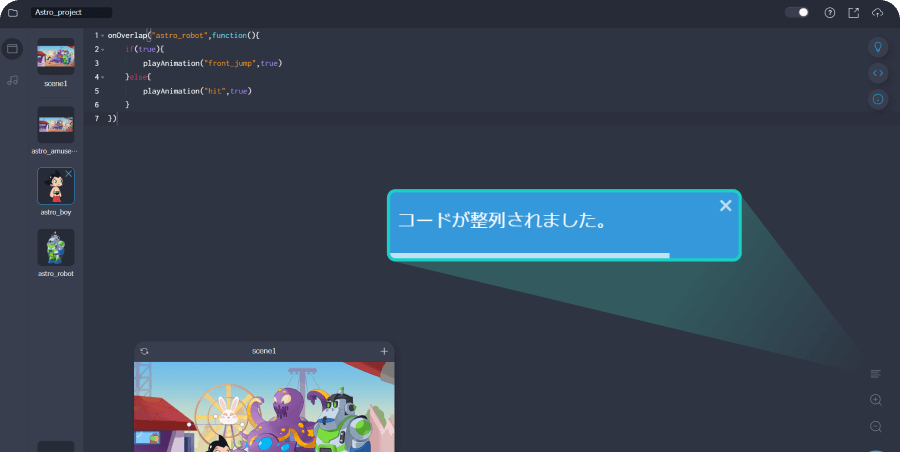 Astro_project
scene1
astro_amuse…
astro_boy
astro_robot
1 onOverlap("astro_robot",function(){
2 if(true){
3 playAnimation("front_jump",true)
4 }else{
5 playAnimation("hit",true)
6 }
7 })
コードが整列されました。
scene1